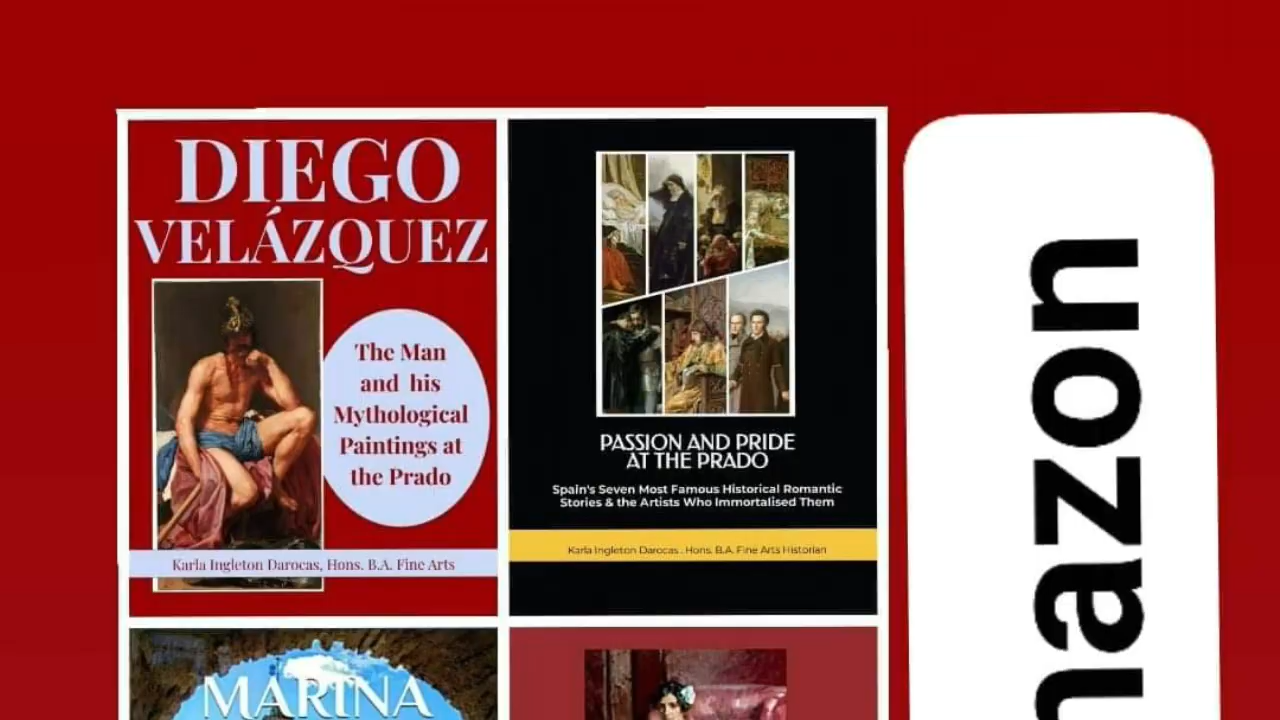 DIEGO
VELÁZQUEZ
The Man
and his
Mythological
Paintings at
the Prado
Karla Ingleton Darocas, Hons. B.A. Fine Arts
PASSION AND PRIDE
AT THE PRADO
Spain's Seven Most Famous Historical Romantic
Stories & the Artists Who Immortalised Them
Karla Ingleton Darocas . Hons. B.A. Fine Arts Historian
MARINA
mazon